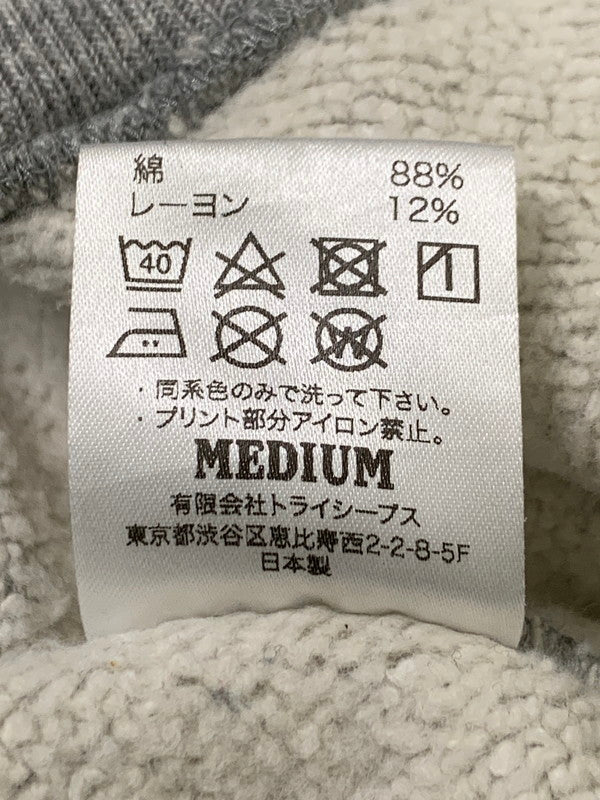 綿 88%
レーヨン 12%
40
W
・同系色のみで洗って下さい。
・プリント部分アイロン禁止。
MEDIUM
有限会社トライシープス
東京都渋谷区恵比寿西2-2-8-5F
日本製